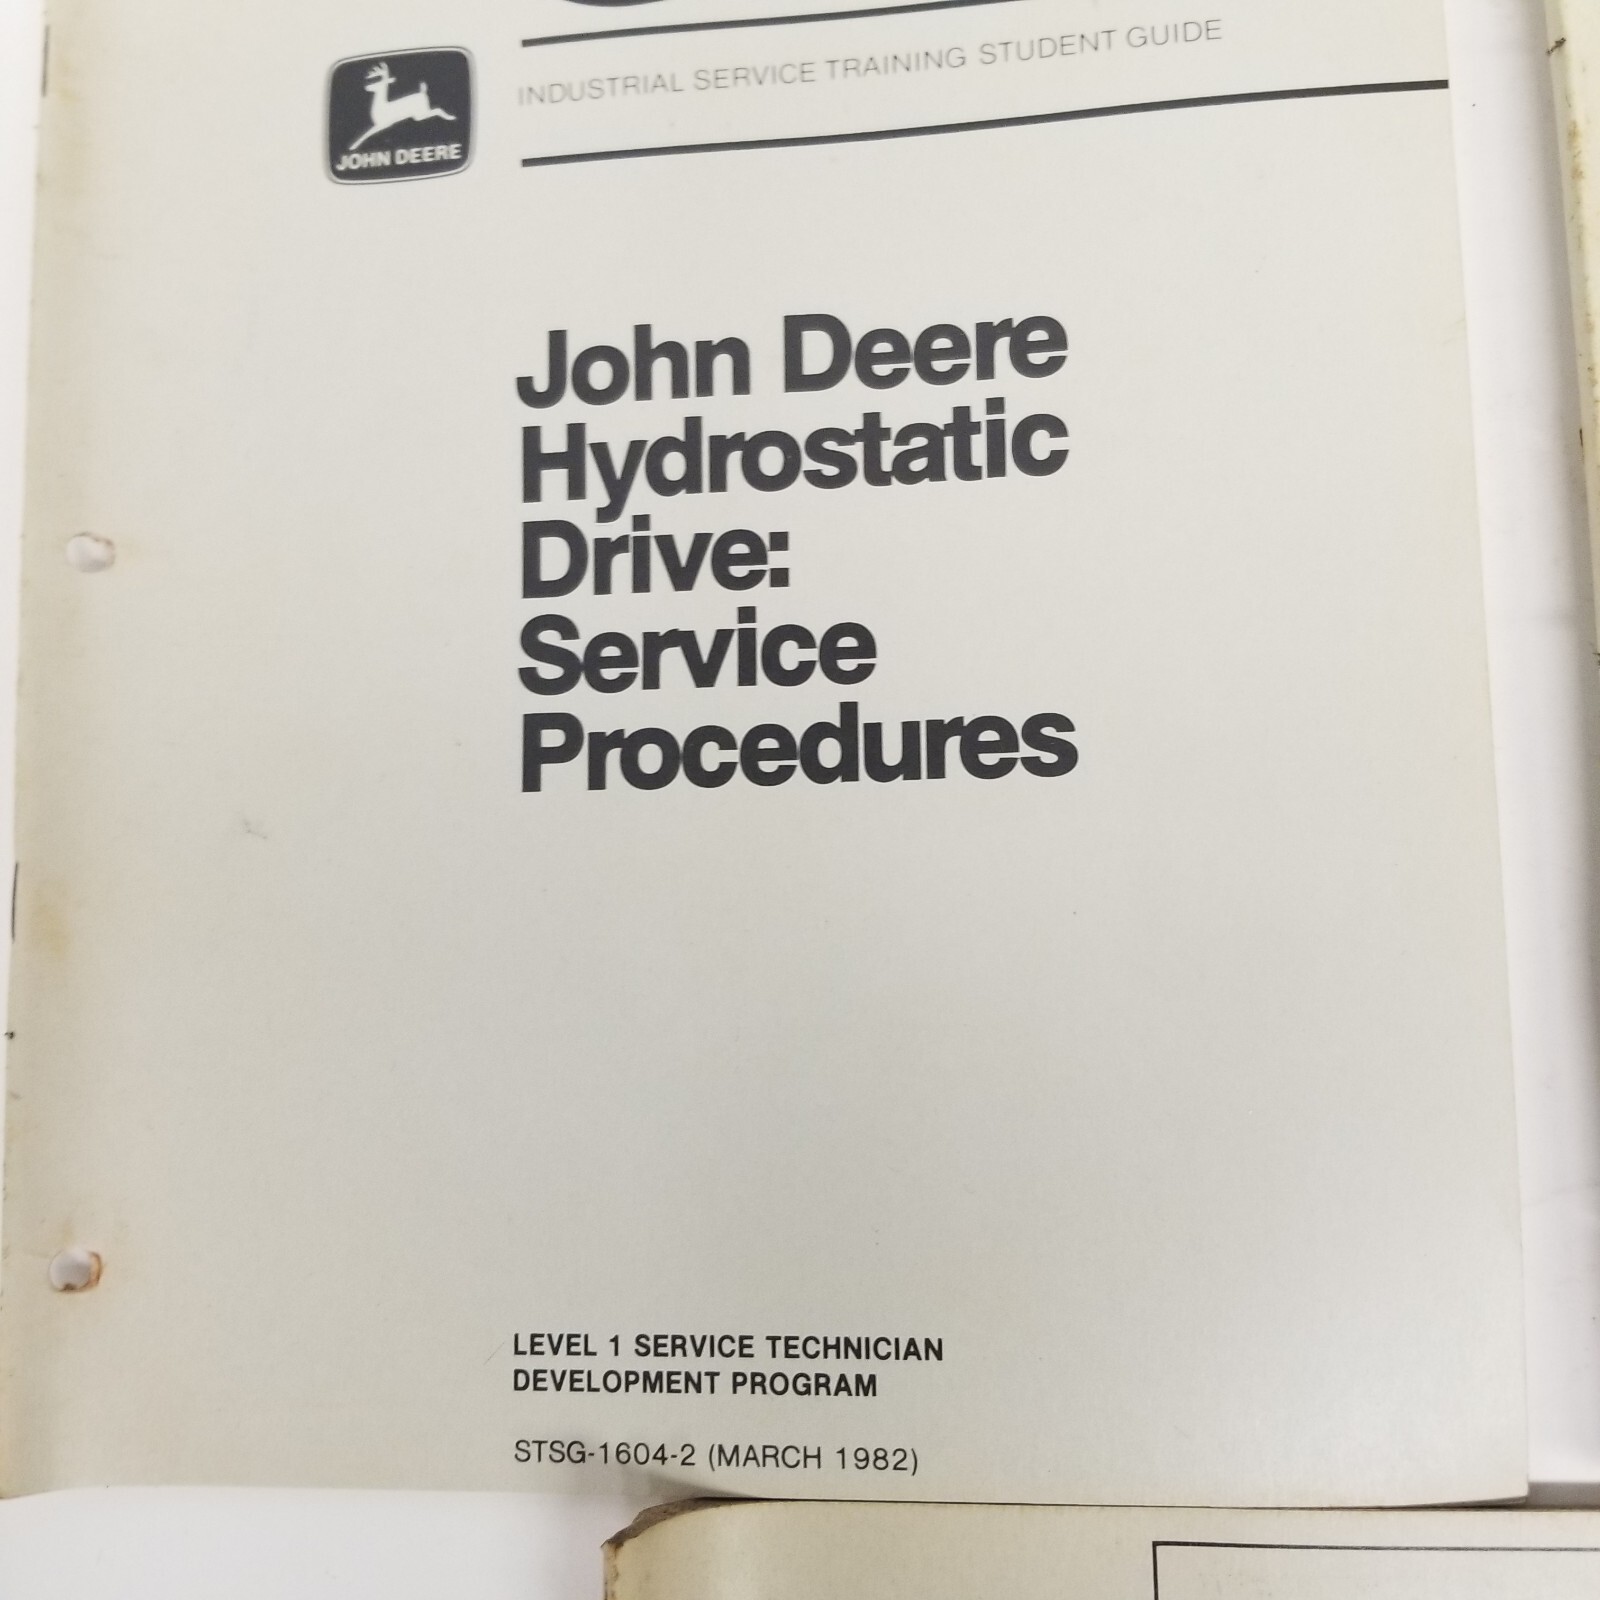 INDUSTRIAL SERVICE TRAINING STUDENT GUIDE
JOHN DEERE
John Deere
Hydrostatic
Drive:
Service
Procedures
LEVEL 1 SERVICE TECHNICIAN
DEVELOPMENT PROGRAM
STSG-1604-2 (MARCH 1982)